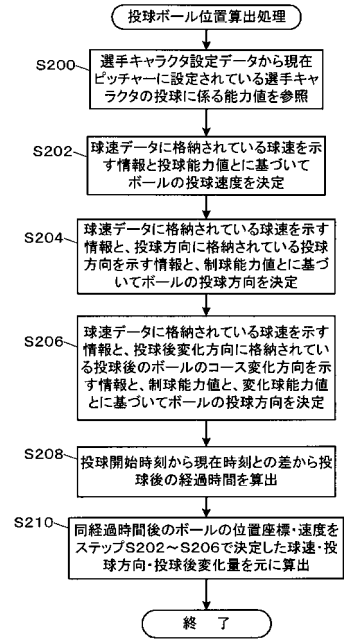 投球ボール位置算出処理
S200
選手キャラクタ設定データから現在
ピッチャーに設定されている選手キャ
ラクタの投球に係る能力値を参照
S202
球速データに格納されている球速を示
す情報と投球能力値とに基づいて
ボールの投球速度を決定
S204
球速データに格納されている球速を示す
情報と、投球方向に格納されている投球
方向を示す情報と、制球能力値とに基づ
いてボールの投球方向を決定
S206
球速データに格納されている球速を示す
情報と、投球後変化方向に格納されてい
る投球後のボールのコース変化方向を示
す情報と、制球能力値と、変化球能力値
とに基づいてボールの投球方向を決定
S208
投球開始時刻から現在時刻との差から投
球後の経過時間を算出
S210
同経過時間後のボールの位置座標・速度を
ステップS202～S206で決定した球速・投
球方向・投球後変化量を元に算出
終 了